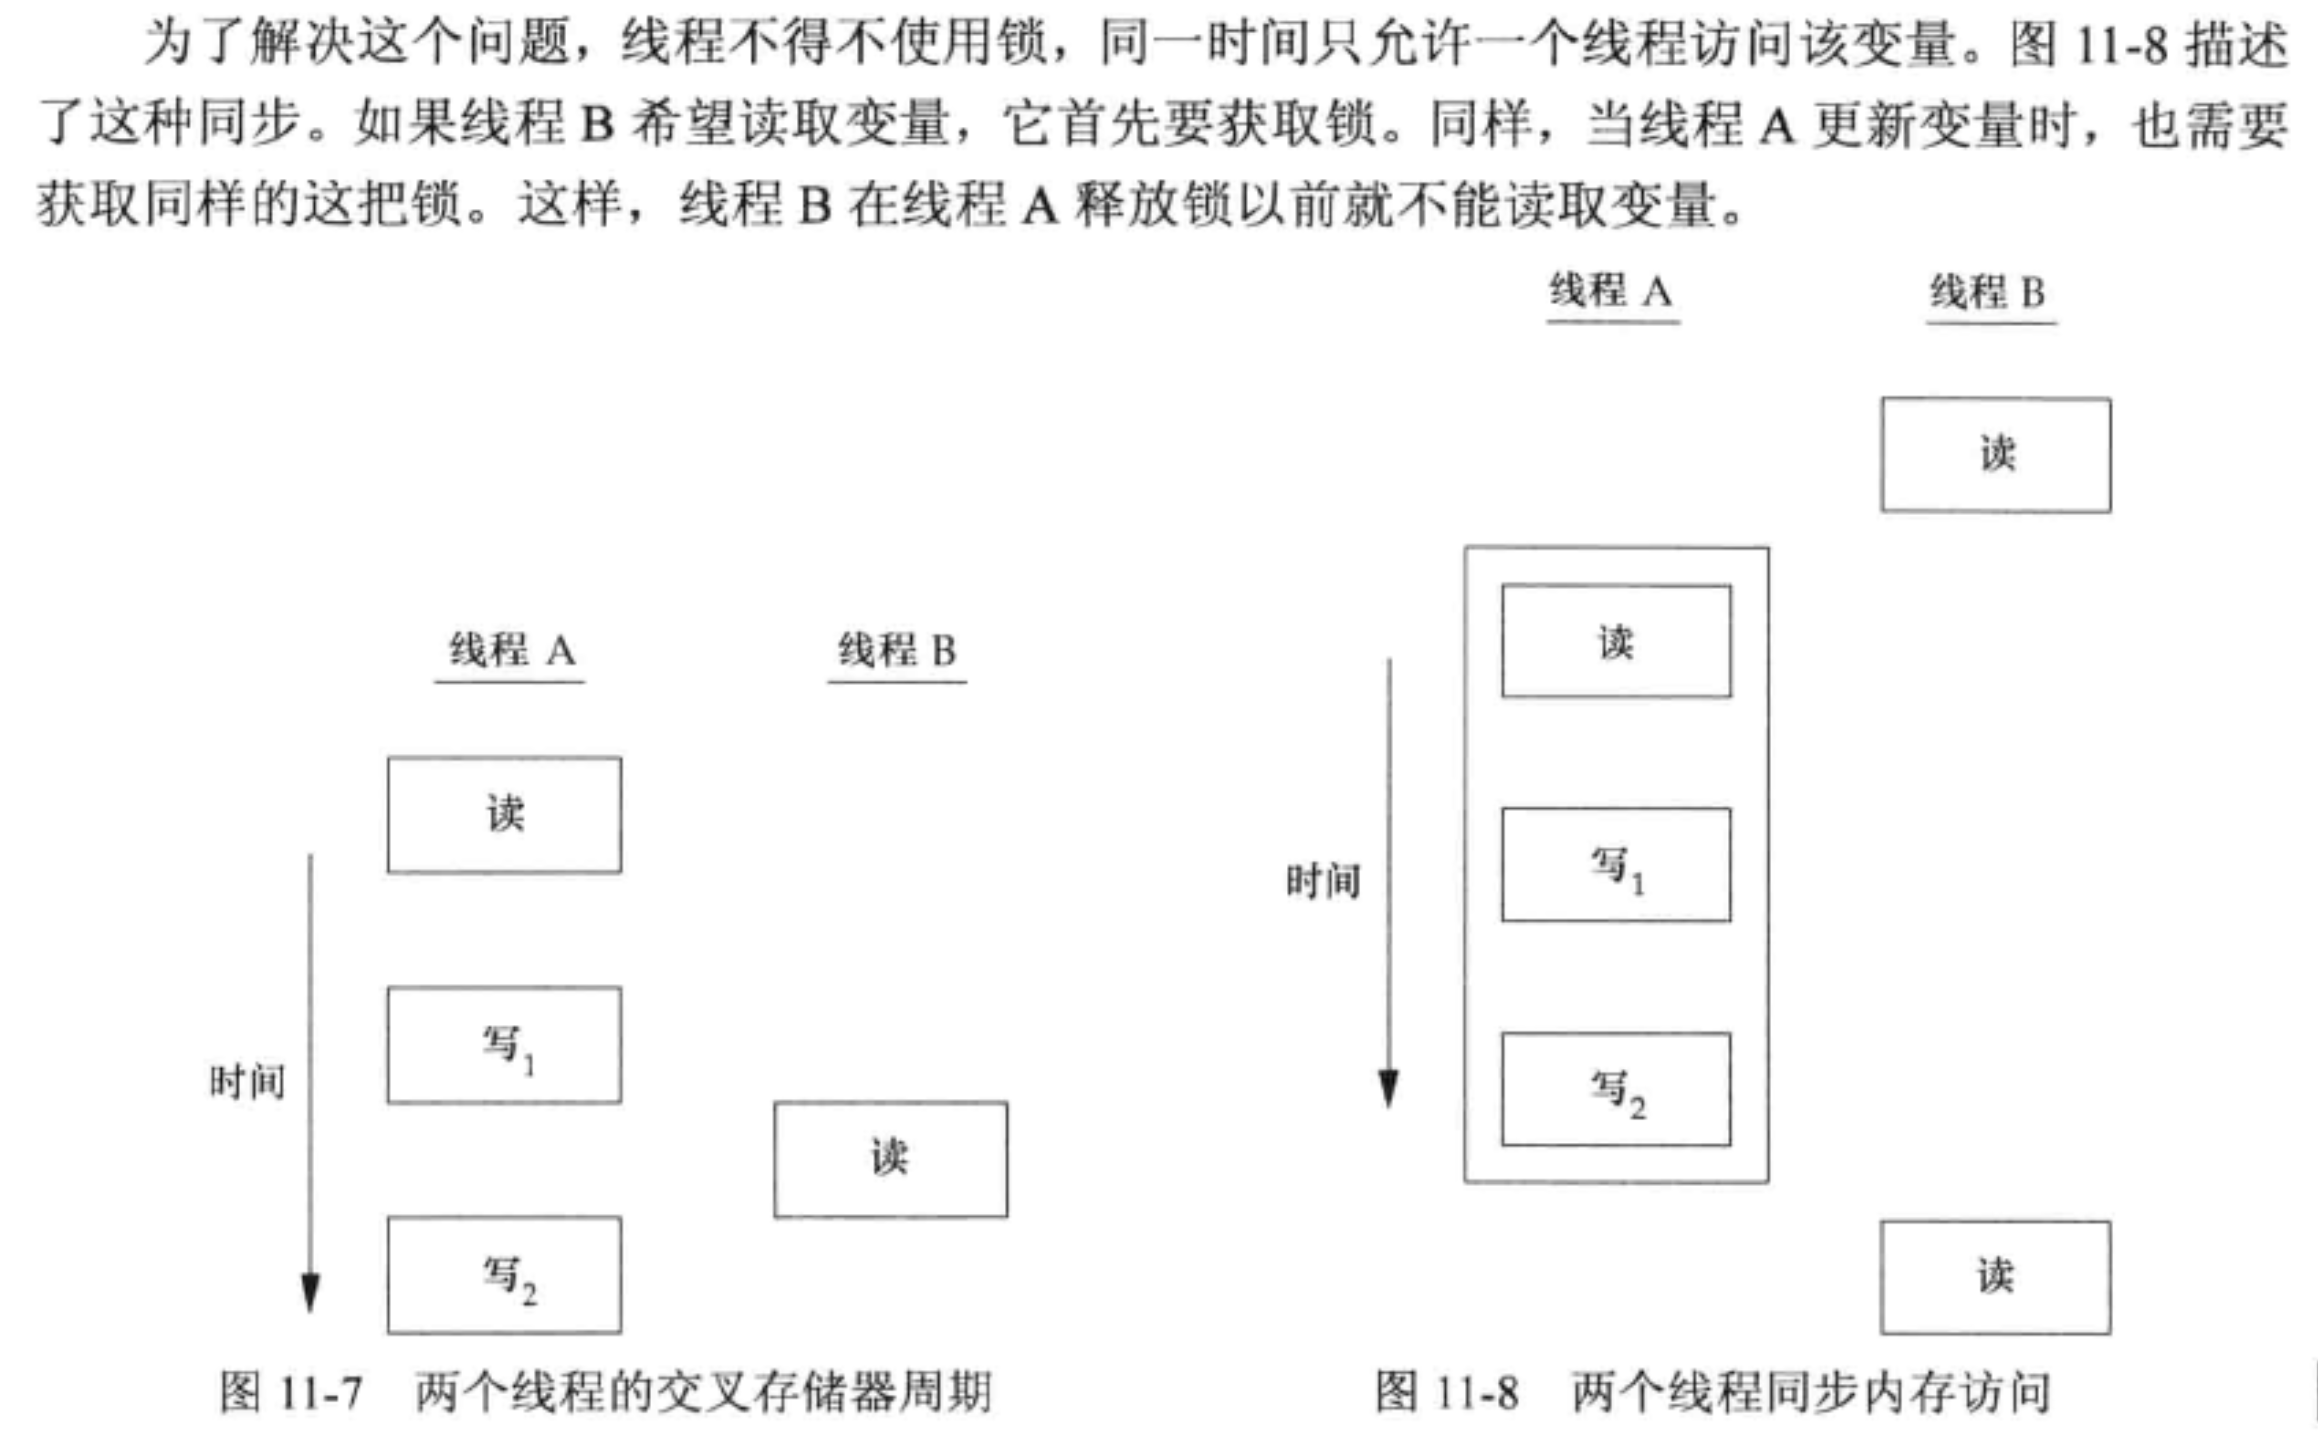 为了解决这个问题，线程不得不使用锁，同一时间只允许一个线程访问该变量。图 11-8 描述
了这种同步。如果线程 B 希望读取变量，它首先要获取锁。同样，当线程 A 更新变量时，也需要
获取同样的这把锁。这样，线程 B 在线程 A 释放锁以前就不能读取变量。
线程 A
线程 B
读
写1
时间
读
写2
图 11-7 两个线程的交叉存储器周期
线程 A
线程 B
读
读
写1
时间
写2
读
图 11-8 两个线程同步内存访问